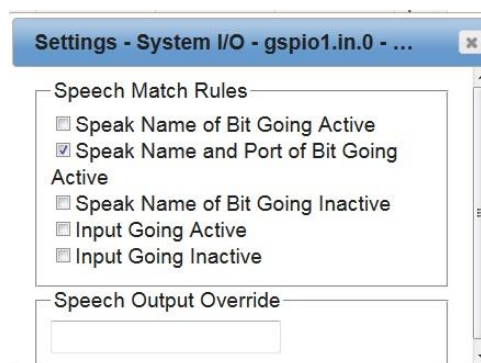 Settings - System I/O - gspio1.in.0 - ...
Speech Match Rules
Speak Name of Bit Going Active
Speak Name and Port of Bit Going
Active
Speak Name of Bit Going Inactive
Input Going Active
Input Going Inactive
Speech Output Override